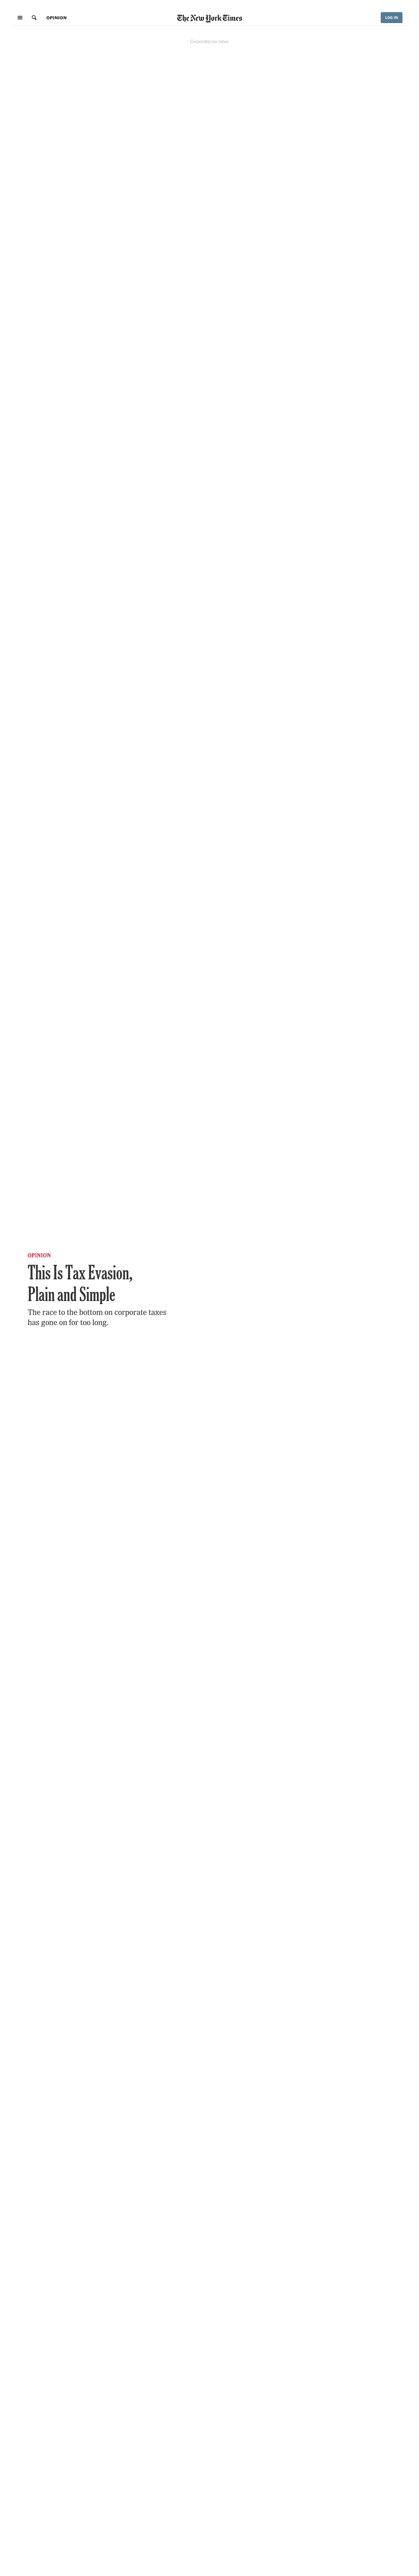 OPINION
The New York Times
LOG IN
Corporate tax rates
OPINION
This Is Tax Evasion,
Plain and Simple
The race to the bottom on corporate taxes
has gone on for too long.